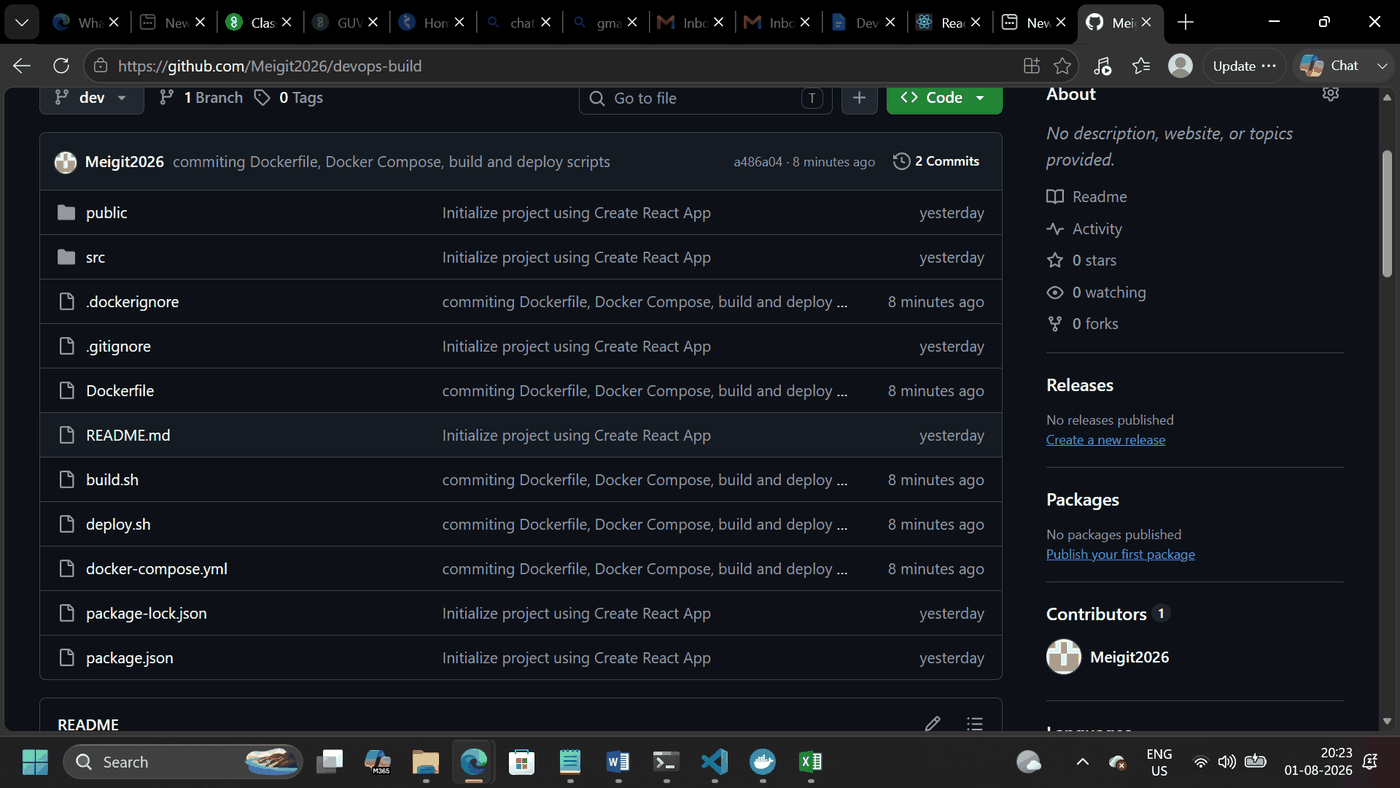 Wha
New
Clas
GUV
Hon
chat
gma
Inbo
Inbo
Dev
Reac
New
Mei
https://github.com/Meigit2026/devops-build
Update
Chat
dev
1 Branch
0 Tags
Go to file
T
Code
About
No description, website, or topics
provided.
Meigit2026 commiting Dockerfile, Docker Compose, build and deploy scripts a486a04 · 8 minutes ago 2 Commits
public Initialize project using Create React App yesterday
src Initialize project using Create React App yesterday
.dockerignore commiting Dockerfile, Docker Compose, build and deploy ... 8 minutes ago
.gitignore Initialize project using Create React App yesterday
Dockerfile commiting Dockerfile, Docker Compose, build and deploy ... 8 minutes ago
README.md Initialize project using Create React App yesterday
build.sh commiting Dockerfile, Docker Compose, build and deploy ... 8 minutes ago
deploy.sh commiting Dockerfile, Docker Compose, build and deploy ... 8 minutes ago
docker-compose.yml commiting Dockerfile, Docker Compose, build and deploy ... 8 minutes ago
package-lock.json Initialize project using Create React App yesterday
package.json Initialize project using Create React App yesterday
README
Readme
Activity
0 stars
0 watching
0 forks
Releases
No releases published
Create a new release
Packages
No packages published
Publish your first package
Contributors 1
Meigit2026
Languages
Search
M365
ENG
US
20:23
01-08-2026